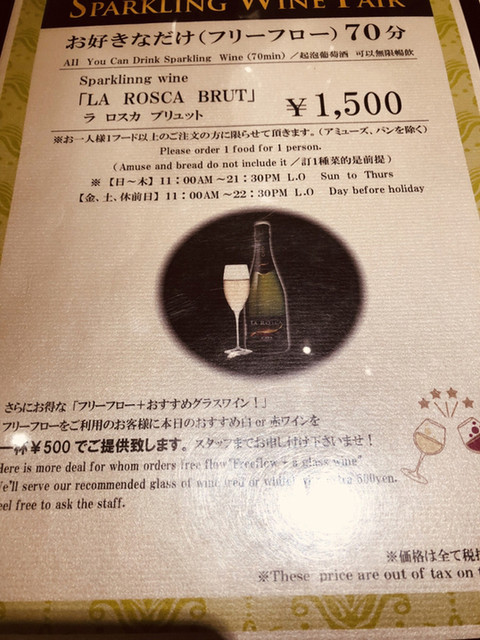 SPARKLING WINE FAIR
お好きなだけ(フリーフロー) 70分
All You Can Drink Sparkling Wine (70min) ／起泡葡萄酒 可以無限暢飲
Sparklinng wine
「LA ROSCA BRUT」 ￥1,500
ラ ロスカ ブリュット
※お一人様1フード以上のご注文の方に限らせて頂きます。(アミューズ、パンを除く)
Please order 1 food for 1 person.
(Amuse and bread do not include it ／訂1種菜的是前提)
※【日～木】11：00AM～21：30PM L.O Sun to Thurs
【金、土、休前日】11：00AM～22：30PM L.O Day before holiday
さらにお得な「フリーフロー＋おすすめグラスワイン！」
フリーフローをご利用のお客様に本日のおすすめ白 or 赤ワインを
一杯￥500 でご提供致します。スタッフまでお申し付け下さいませ！
Here is more deal for whom orders free flow "Freeflow + a glass wine"
We'll serve our recommended glass of wine (red or white) 500yen.
feel free to ask the staff.
※価格は全て税
※These price are out of tax on